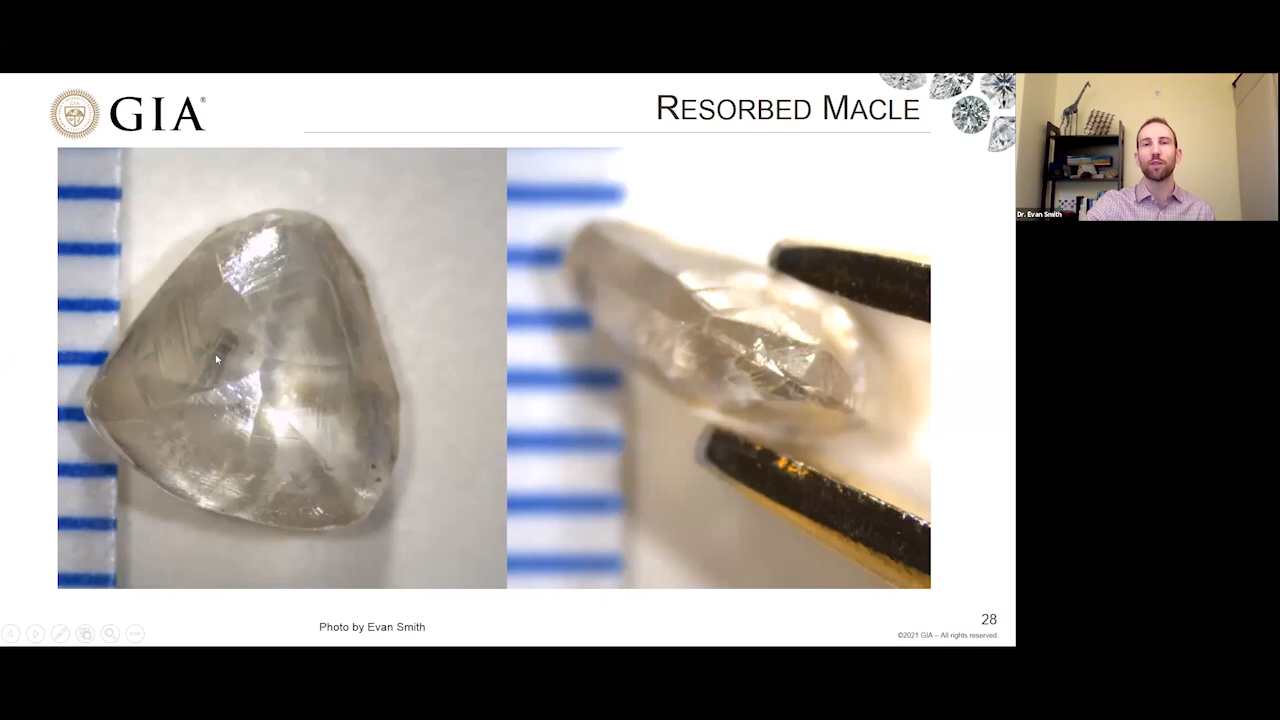 GIA®
RESORBED MACLE
Dr. Evan Smith
Photo by Evan Smith
28
©2021 GIA – All rights reserved.